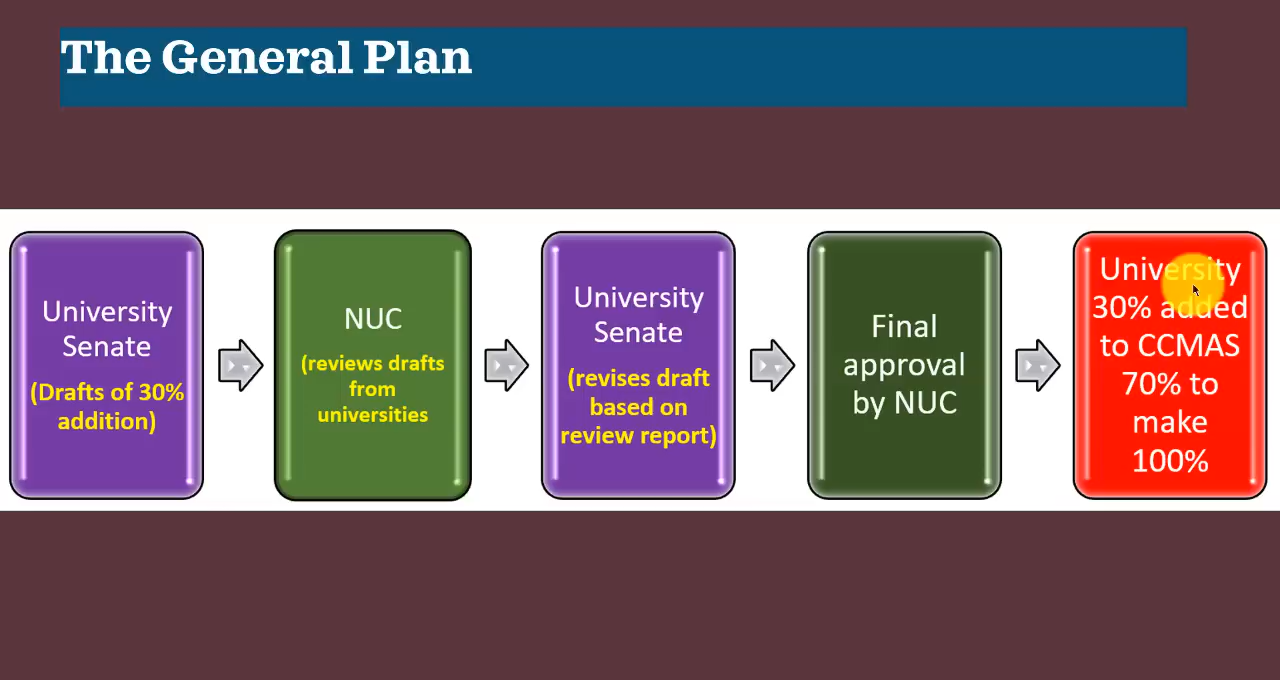 The General Plan
University
Senate
(Drafts of 30%
addition)
NUC
(reviews drafts
from
universities
University
Senate
(revises draft
based on
review report)
Final
approval
by NUC
University
30% added
to CCMAS
70% to
make
100%